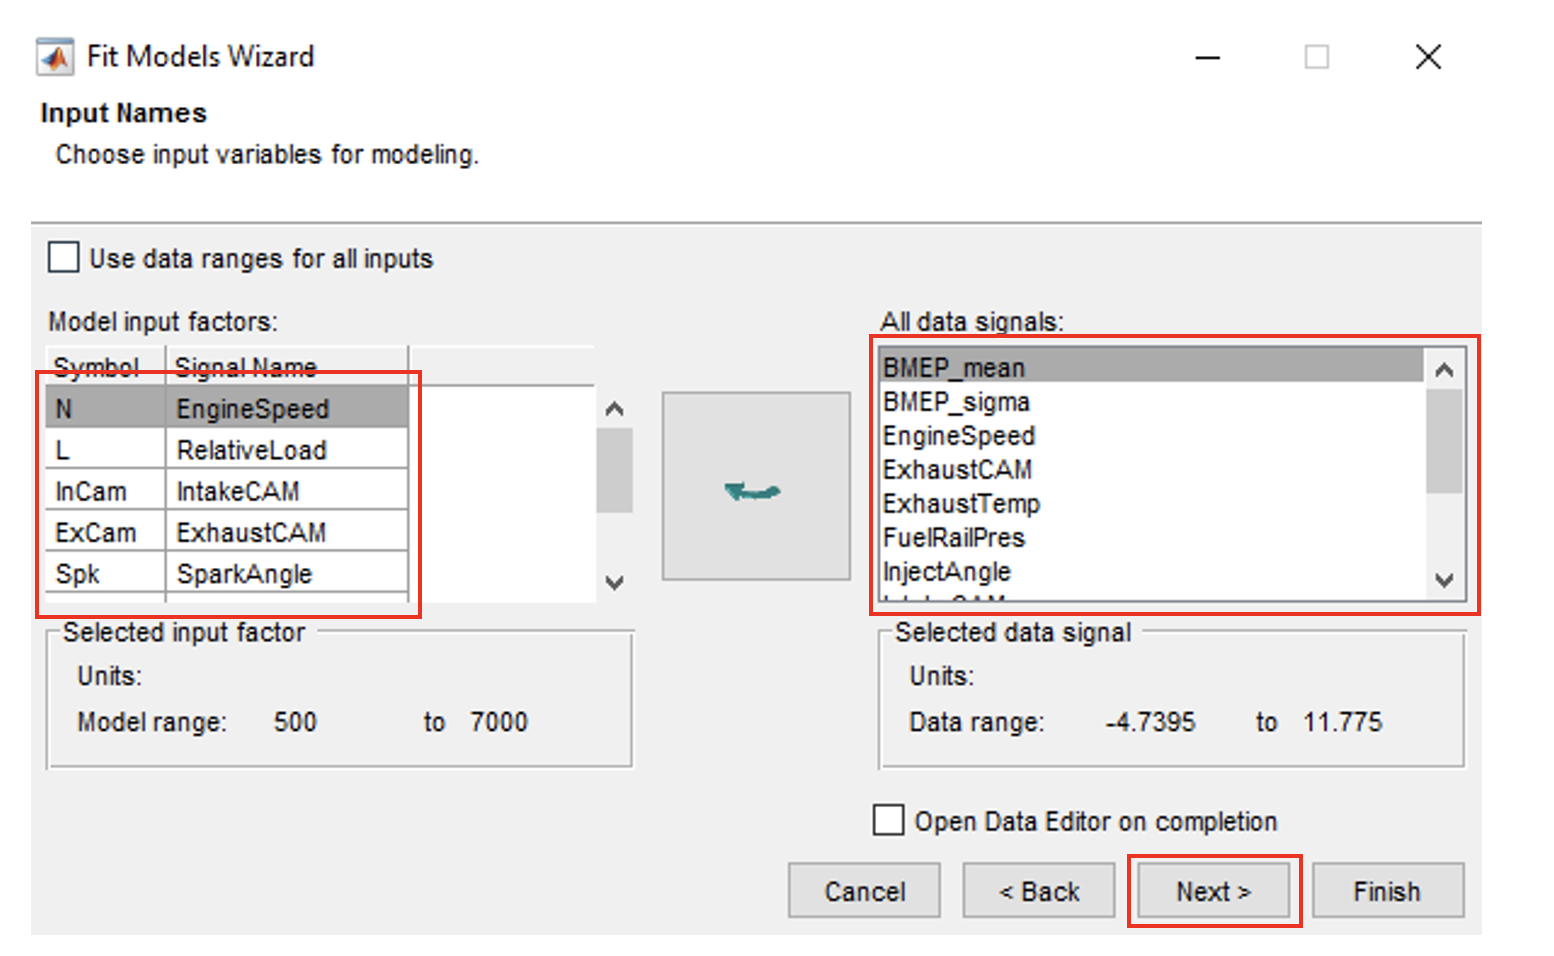 Fit Models Wizard
Input Names
Choose input variables for modeling.
Use data ranges for all inputs
Model input factors:
Symbol Signal Name
N EngineSpeed
L RelativeLoad
InCam IntakeCAM
ExCam ExhaustCAM
Spk SparkAngle
All data signals:
BMEP_mean
BMEP_sigma
EngineSpeed
ExhaustCAM
ExhaustTemp
FuelRailPres
InjectAngle
Selected input factor
Units:
Model range: 500 to 7000
Selected data signal
Units:
Data range: -4.7395 to 11.775
Open Data Editor on completion
Cancel < Back Next > Finish